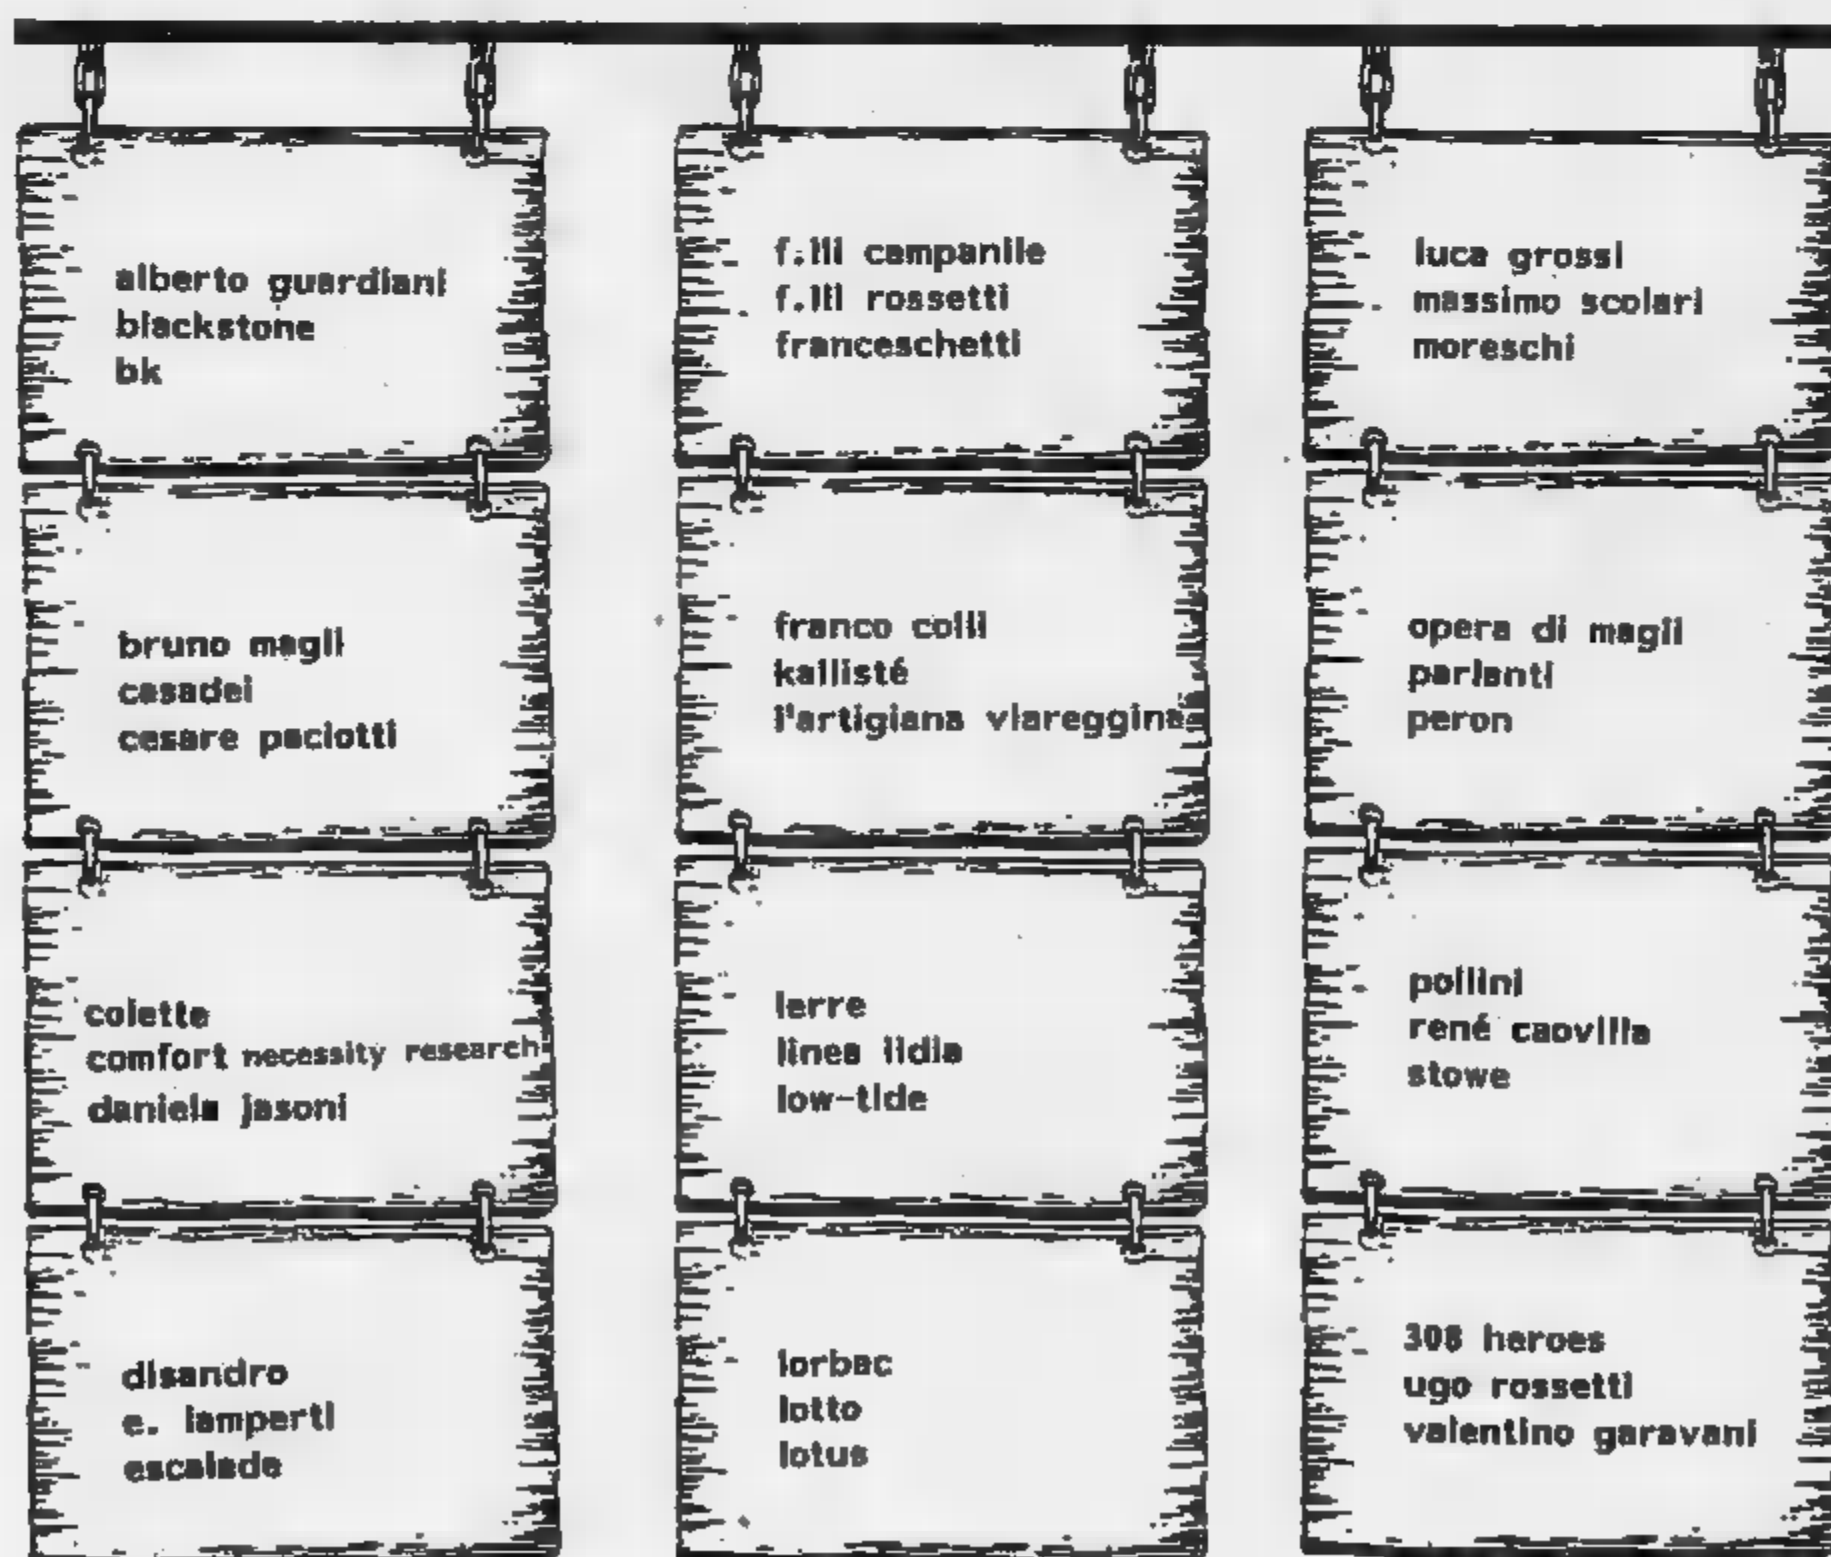 alberto guardiani
blackstone
bk
bruno magli
casadei
cesare paciotti
colette
comfort necessity research
daniela jasoni
disandro
e. lamperti
escalade
f.lli campanile
f.lli rossetti
franceschetti
franco colli
kallisté
l'artigiana viareggina
lerre
linea lidia
low-tide
lorbac
lotto
lotus
luca grossi
massimo scolari
moreschi
opera di magli
parlanti
peron
pollini
rené caovilla
stowe
308 heroes
ugo rossetti
valentino garavani